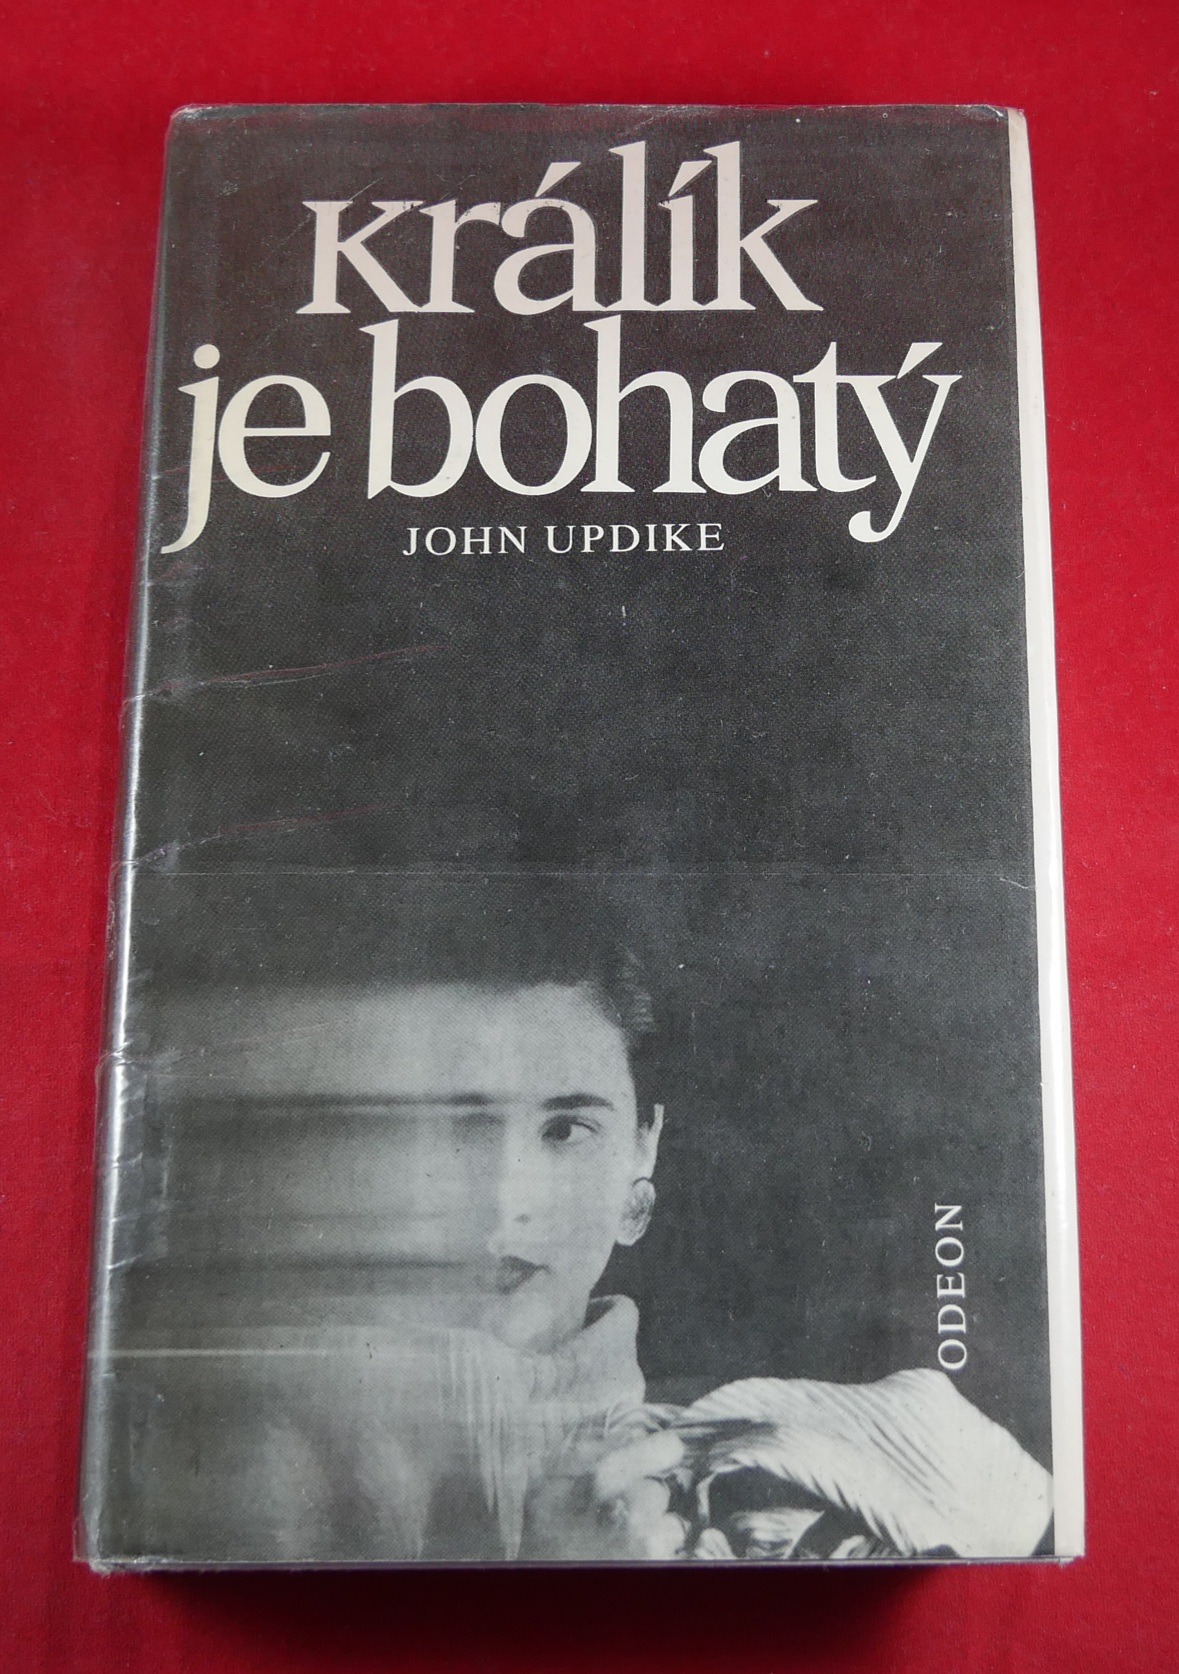 králík
je bohatý
JOHN UPDIKE
ODEON